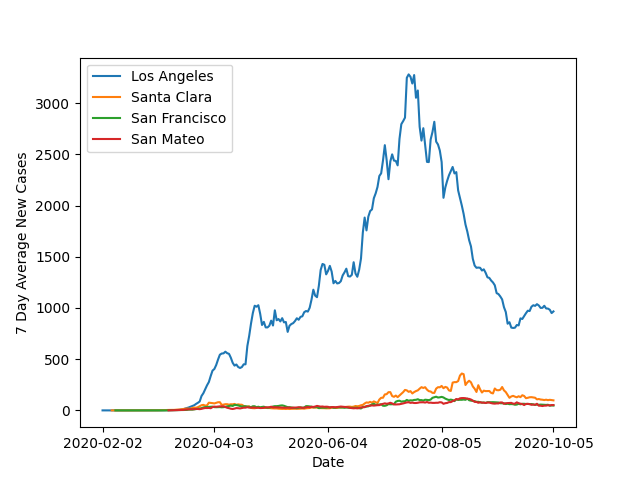 Los Angeles
Santa Clara
San Francisco
San Mateo
3000
2500
2000
1500
1000
500
0
7 Day Average New Cases
2020-02-02 2020-04-03 2020-06-04 2020-08-05 2020-10-05
Date